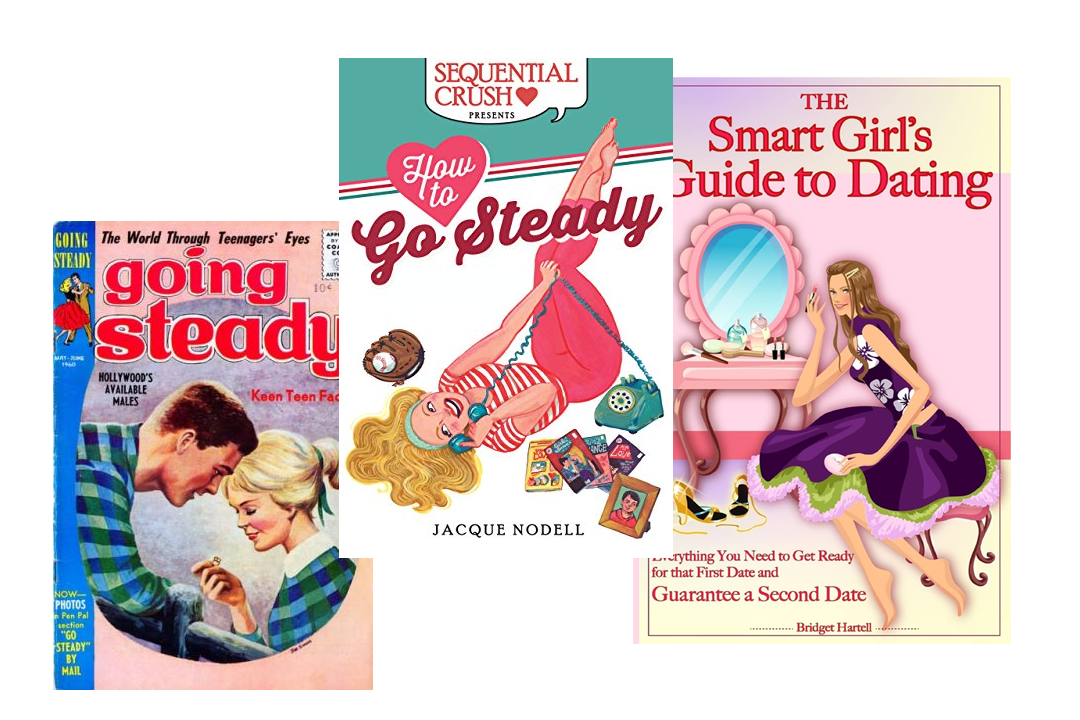 GOING
STEADY
MAY-JUNE
1960
The World Through Teenagers' Eyes
10¢
going
steady
HOLLYWOOD'S
AVAILABLE
MALES
Keen Teen Fac
NOW—
PHOTOS
n Pen Pal
section
"GO
STEADY"
BY
MAIL
SEQUENTIAL
CRUSH
PRESENTS
How
to
Go Steady
JACQUE NODELL
THE
Smart Girl's
Guide to Dating
Everything You Need to Get Ready
for that First Date and
Guarantee a Second Date
Bridget Hartell